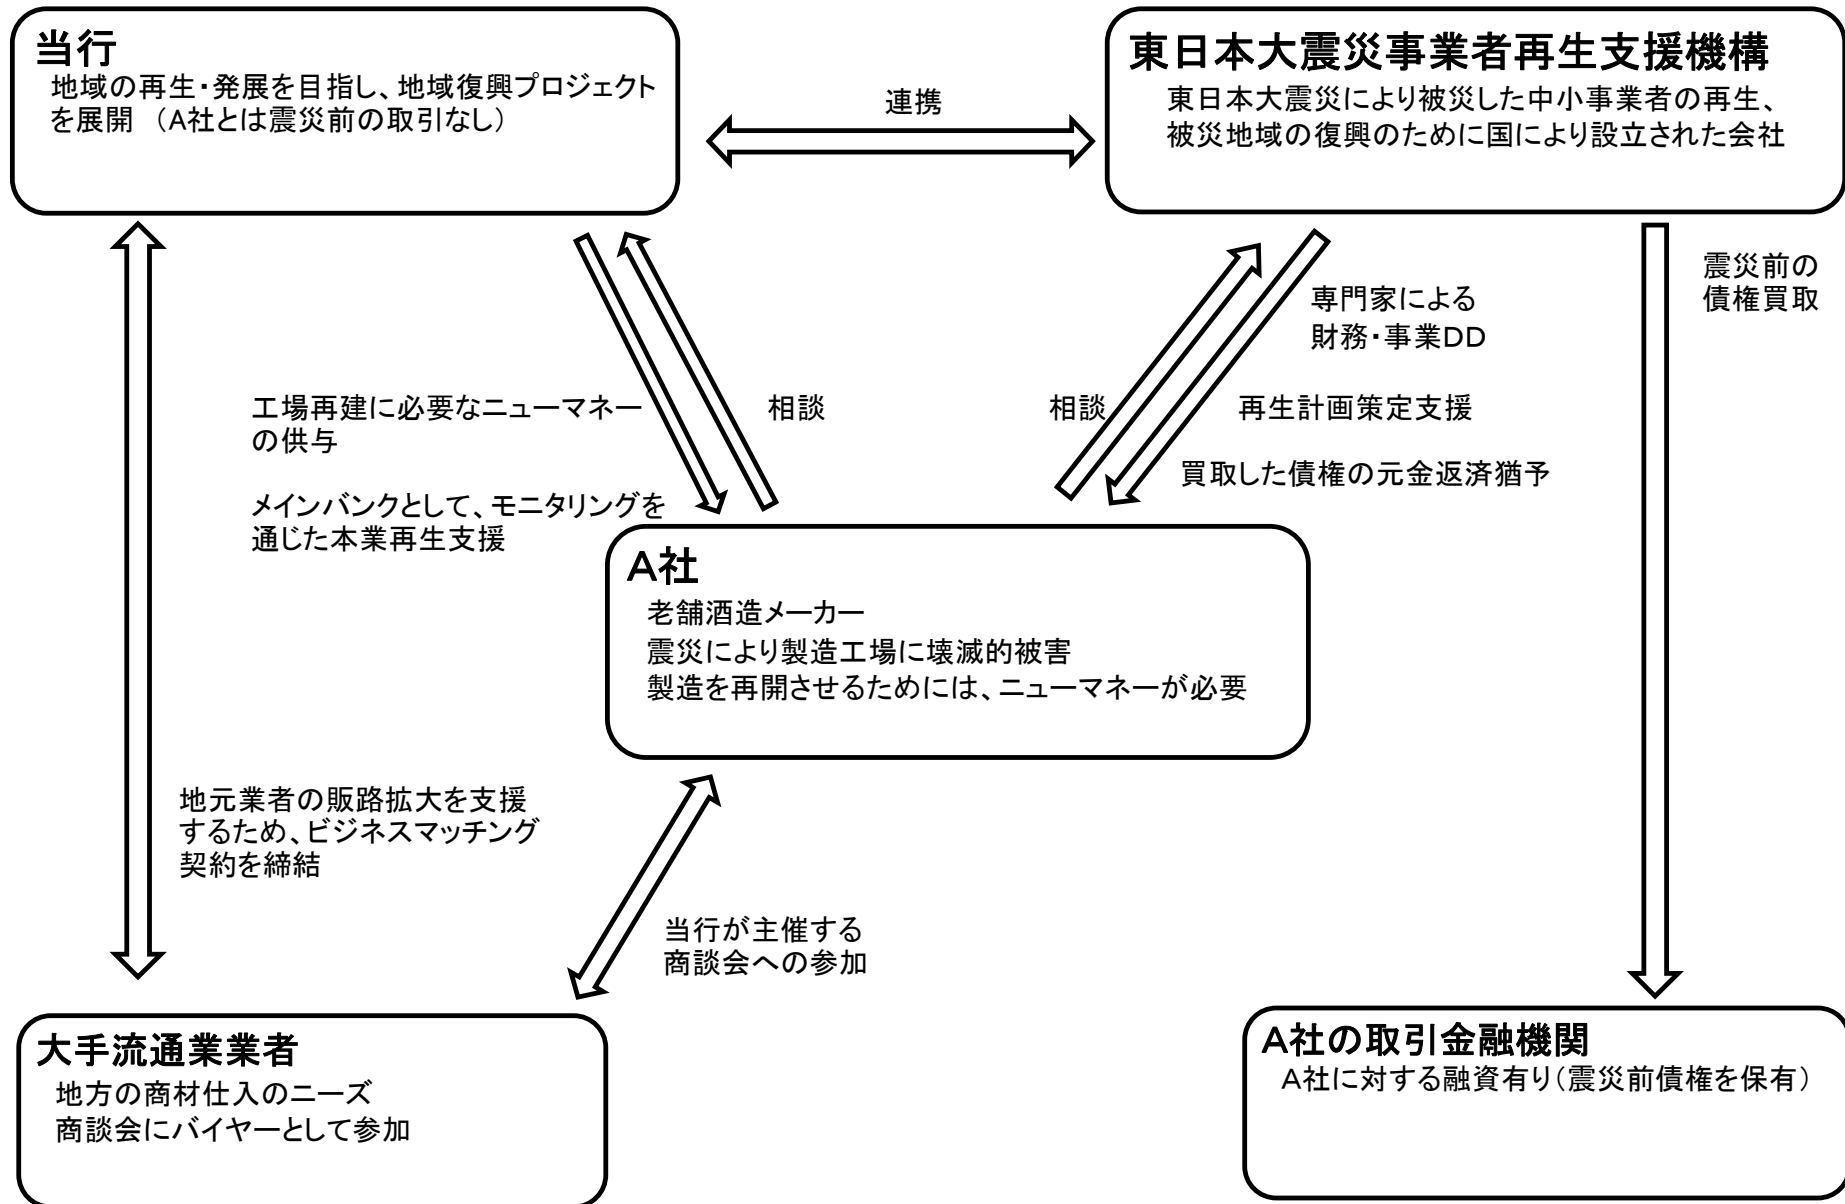 当行
地域の再生・発展を目指し、地域復興プロジェクト
を展開 （A社とは震災前の取引なし）
連携
東日本大震災事業者再生支援機構
東日本大震災により被災した中小事業者の再生、
被災地域の復興のために国により設立された会社
震災前の
債権買取
専門家による
財務・事業DD
工場再建に必要なニューマネー
の供与
相談
相談
再生計画策定支援
買取した債権の元金返済猶予
メインバンクとして、モニタリングを
通じた本業再生支援
A社
老舗酒造メーカー
震災により製造工場に壊滅的被害
製造を再開させるためには、ニューマネーが必要
地元業者の販路拡大を支援
するため、ビジネスマッチング
契約を締結
当行が主催する
商談会への参加
大手流通業業者
地方の商材仕入のニーズ
商談会にバイヤーとして参加
A社の取引金融機関
A社に対する融資有り（震災前債権を保有）